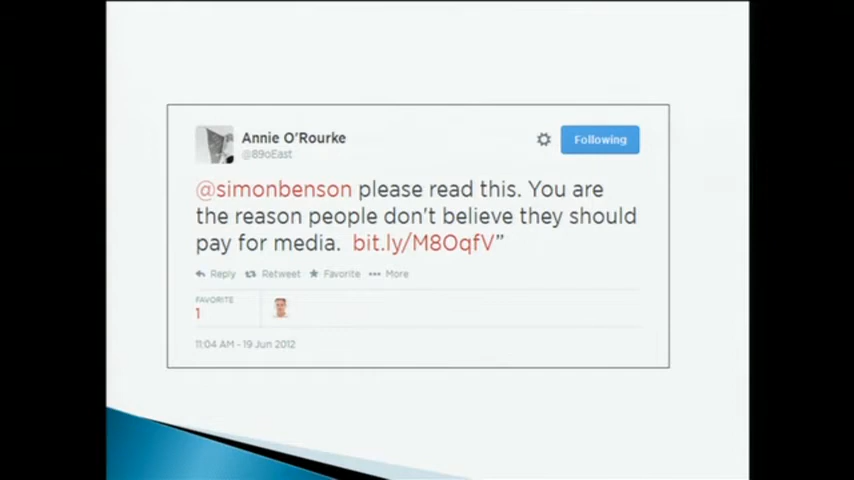 Annie O'Rourke
@89oEast
Following
@simonbenson please read this. You are
the reason people don't believe they should
pay for media. bit.ly/M8OqfV”
Reply Retweet Favorite More
FAVORITE
1
11:04 AM - 19 Jun 2012